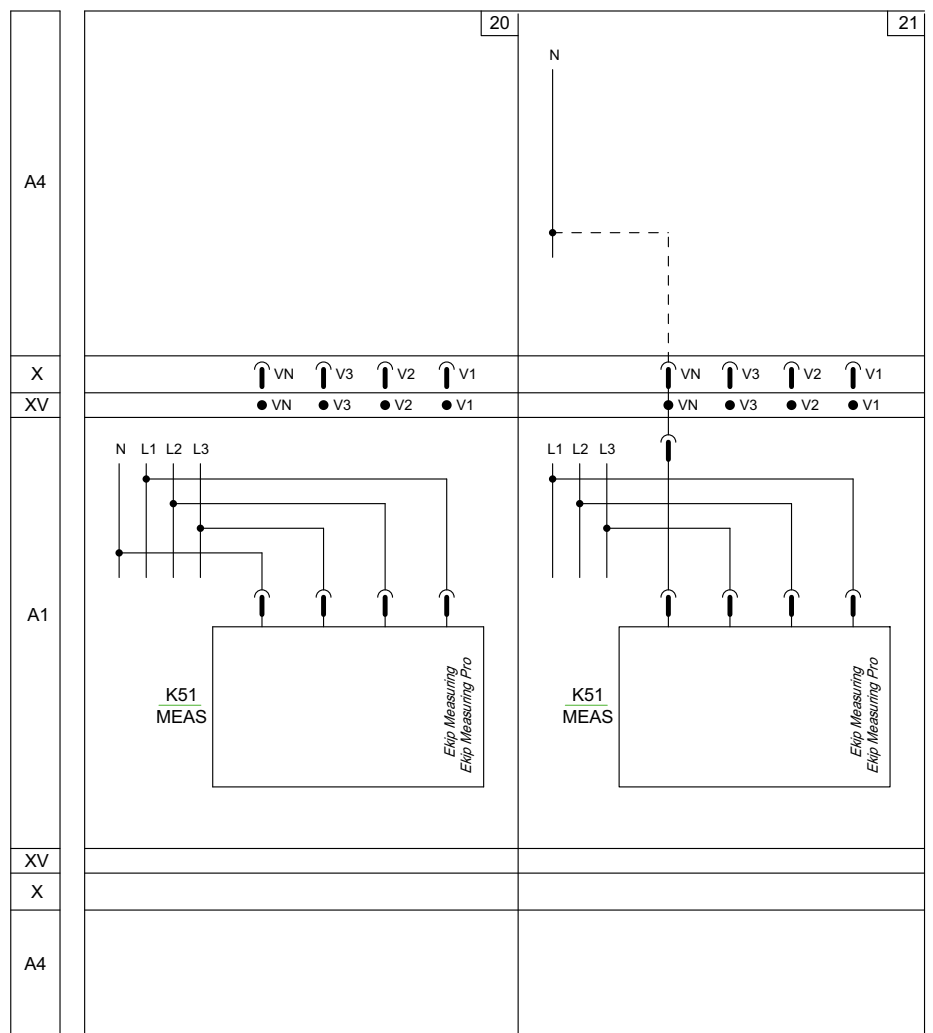 20
21
N
A4
X
VN V3 V2 V1
VN V3 V2 V1
XV
VN V3 V2 V1
VN V3 V2 V1
N L1 L2 L3
L1 L2 L3
A1
K51
MEAS
Ekip Measuring
Ekip Measuring Pro
K51
MEAS
Ekip Measuring
Ekip Measuring Pro
XV
X
A4